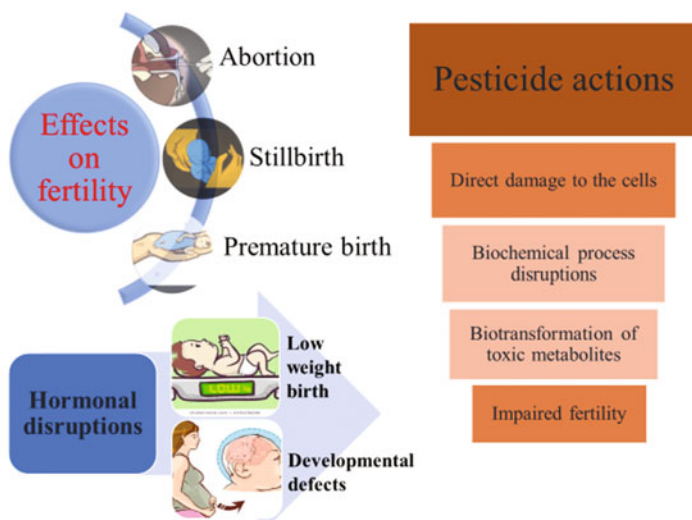 Effects
on
fertility
Abortion
Stillbirth
Premature birth
Hormonal
disruptions
Low
weight
birth
LOW
Developmental
defects
Pesticide actions
Direct damage to the cells
Biochemical process
disruptions
Biotransformation of
toxic metabolites
Impaired fertility